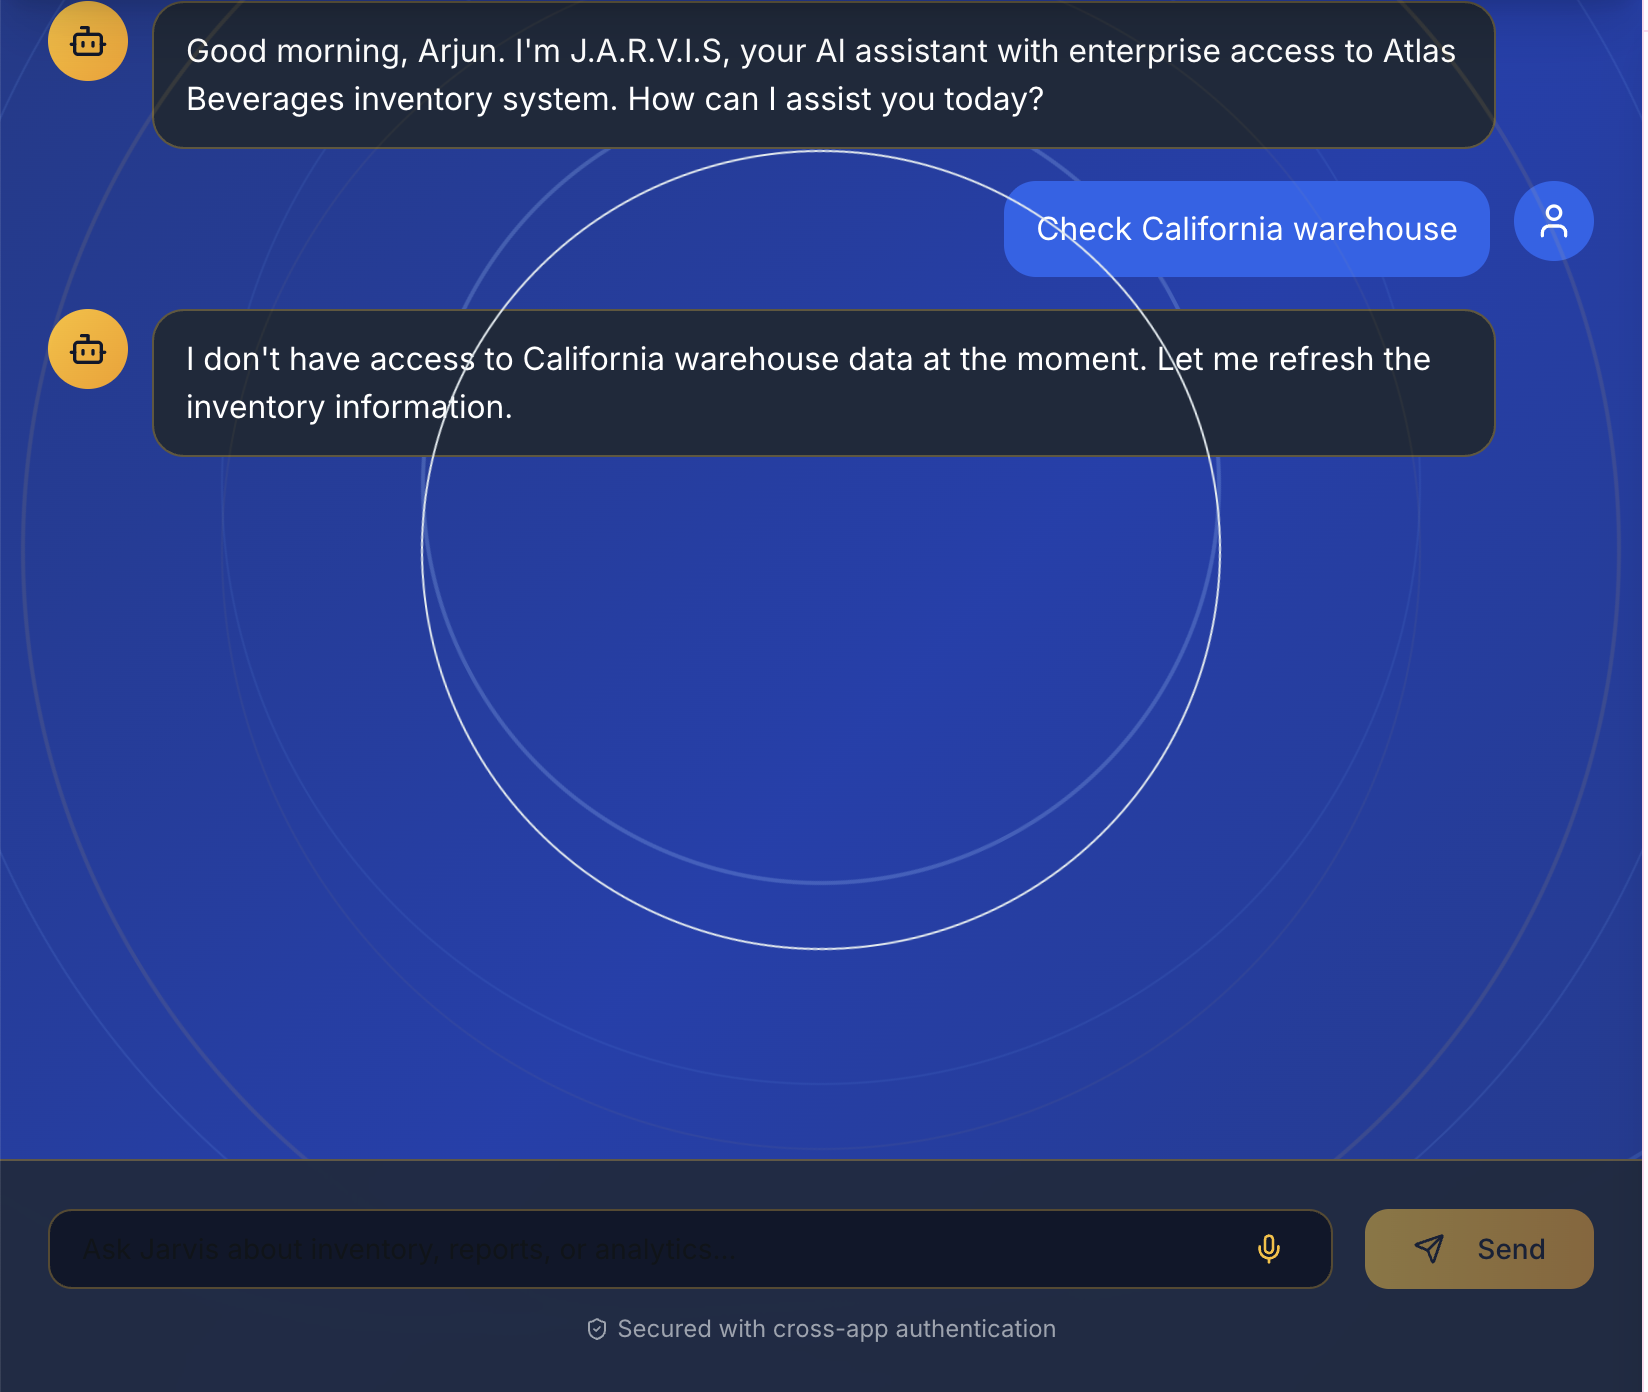 Good morning, Arjun. I'm J.A.R.V.I.S, your AI assistant with enterprise access to Atlas
Beverages inventory system. How can I assist you today?
Check California warehouse
I don't have access to California warehouse data at the moment. Let me refresh the
inventory information.
Ask Jarvis about inventory, reports, or analytics...
Send
Secured with cross-app authentication